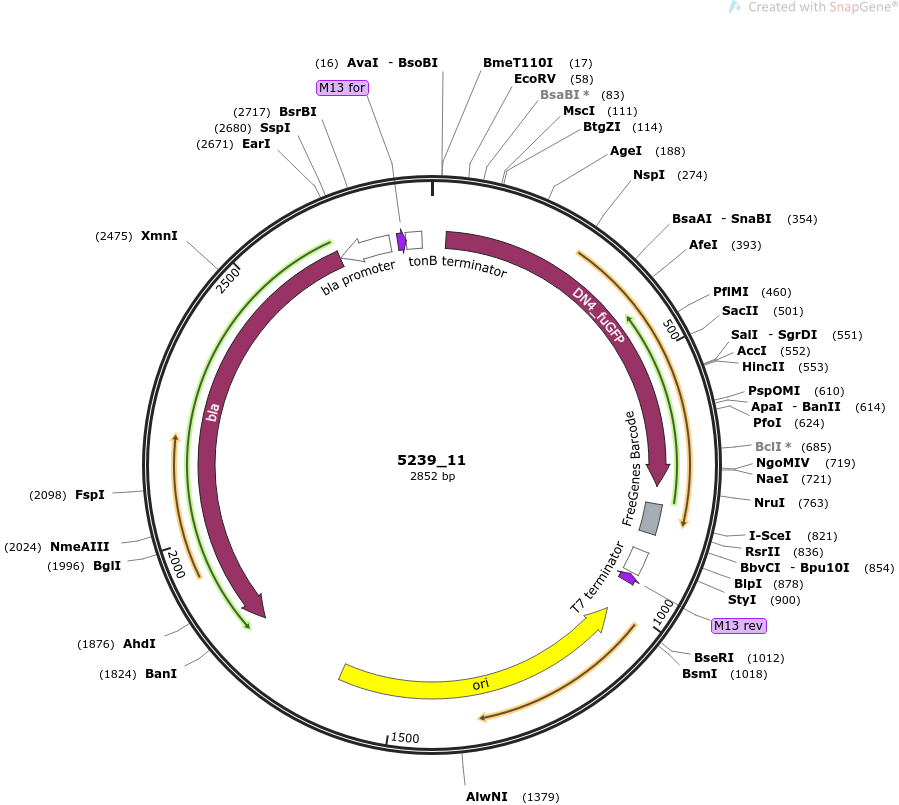 Created with SnapGene®
(16) AvaI - BsoBI
BmeT110I (17)
EcoRV (58)
BsaBI * (83)
MscI (111)
BtgZI (114)
AgeI (188)
NspI (274)
BsaAI - SnaBI (354)
AfeI (393)
PflMI (460)
SacII (501)
SalI - SgrDI (551)
AccI (552)
HincII (553)
PspOMI (610)
ApaI - BanII (614)
PfoI (624)
BclI * (685)
NgoMIV (719)
NaeI (721)
NruI (763)
I-SceI (821)
RsrII (836)
BbvCI - Bpu10I (854)
BlpI (878)
StyI (900)
M13 rev
BseRI (1012)
BsmI (1018)
AlwNI (1379)
(1824) BanI
(1876) AhdI
(1996) BglI
(2024) NmeAIII
(2098) FspI
(2475) XmnI
(2671) EarI
(2680) SspI
(2717) BsrBI
M13 for
tonB terminator
bla promoter
DN4_fuGFP
FreeGenes Barcode
T7 terminator
ori
bla
500
1000
1500
2000
2500
5239_11
2852 bp